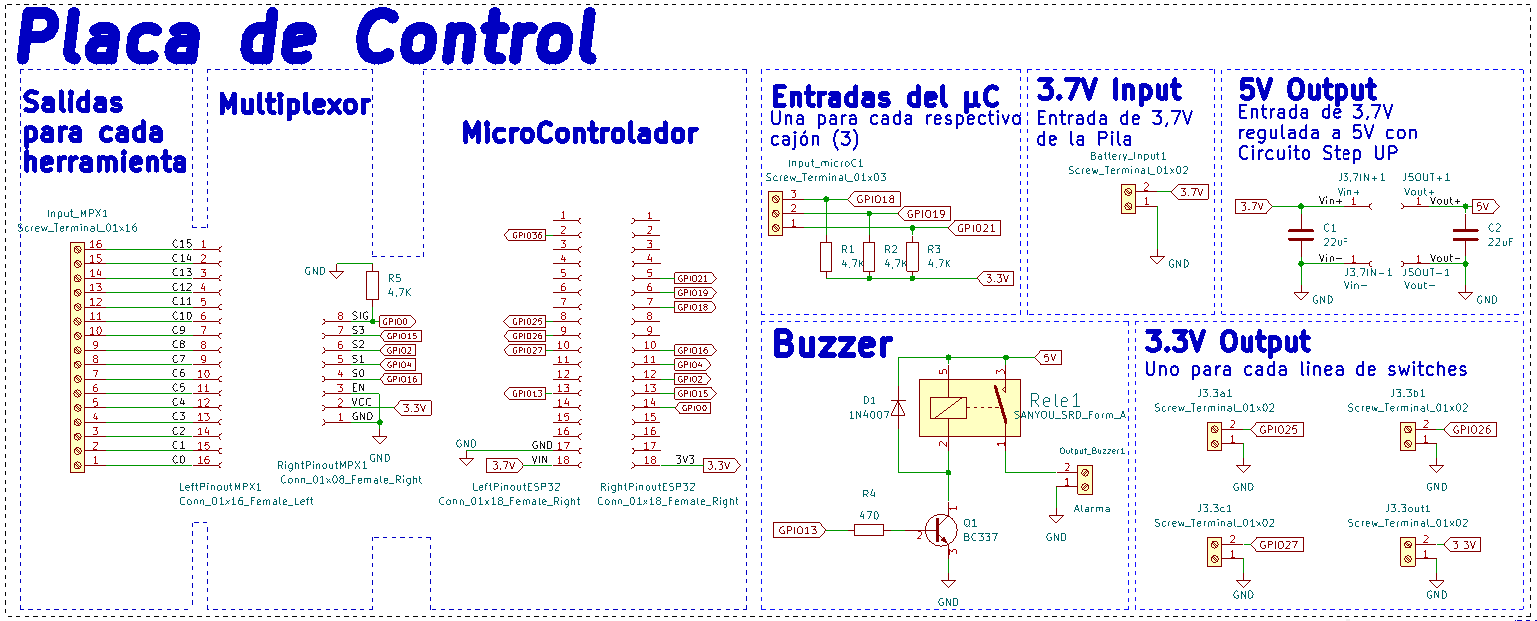 Placa de Control
Salidas
para cada
herramienta
Input_MPX1
Screw_Terminal_01x16
16 C15 1
15 C14 2
14 C13 3
13 C12 4
12 C11 5
11 C10 6
10 C9 7
9 C8 8
8 C7 9
7 C6 10
6 C5 11
5 C4 12
4 C3 13
3 C2 14
2 C1 15
1 C0 16
LeftPinoutMPX1
Conn_01x16_Female_Left
Multiplexor
GND
R5
4,7K
8 SIG GPIO0
7 S3 GPIO15
6 S2 GPIO2
5 S1 GPIO4
4 S0 GPIO16
3 EN
2 VCC 3.3V
1 GND
GND
RightPinoutMPX1
Conn_01x08_Female_Right
MicroControlador
1
GPIO36 2
3
4
5
6
7
GPIO25 8
GPIO26 9
GPIO27 10
11
12
GPIO13 13
14
15
16
GND GND 17
3.7V VIN 18
LeftPinoutESP32
Conn_01x18_Female_Right
1
2
3
4
5 GPIO21
6 GPIO19
7 GPIO18
8
9
10 GPIO16
11 GPIO4
12 GPIO2
13 GPIO15
14 GPIO0
15
16
17
18 3V3 3.3V
RightPinoutESP32
Conn_01x18_Female_Right
Entradas del µC
Una para cada respectivo
cajón (3)
Input_microC1
Screw_Terminal_01x03
3 GPIO18
2 GPIO19
1 GPIO21
R1 R2 R3
4,7K 4,7K 4,7K
3.3V
3.7V Input
Entrada de 3,7V
de la Pila
Battery_Input1
Screw_Terminal_01x02
2 3.7V
1
GND
5V Output
Entrada de 3,7V
regulada a 5V con
Circuito Step UP
J3,7IN+1 J5OUT+1
Vin+ Vout+
3.7V Vin+ 1 1 Vout+ 5V
C1 C2
22uF 22uF
Vin- 1 1 Vout-
J3,7IN-1 J5OUT-1
Vin- Vout-
GND GND
Buzzer
5V
5 3
D1
1N4007
Rele1
SANYOU_SRD_Form_A
2 1
Output_Buzzer1
2
1
Alarma
GND
R4
470
GPIO13
1
2
3
Q1
BC337
GND
3.3V Output
Uno para cada linea de switches
J3.3a1
Screw_Terminal_01x02
2 GPIO25
1
GND
J3.3b1
Screw_Terminal_01x02
2 GPIO26
1
GND
J3.3c1
Screw_Terminal_01x02
2 GPIO27
1
GND
J3.3out1
Screw_Terminal_01x02
2 3.3V
1
GND